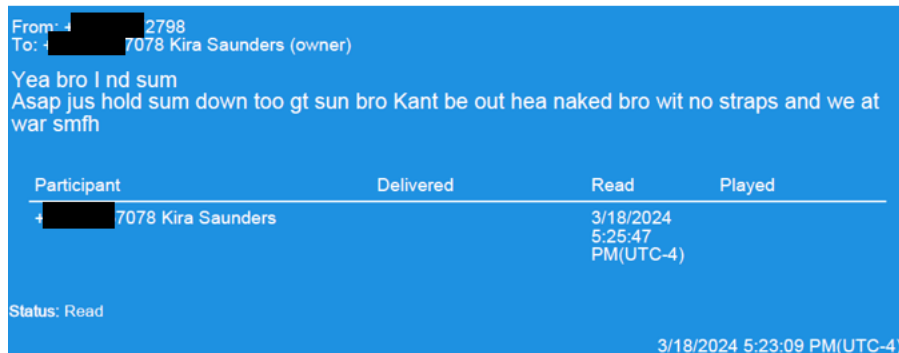 From: + 2798
To: + 7078 Kira Saunders (owner)
Yea bro I nd sum
Asap jus hold sum down too gt sun bro Kant be out hea naked bro wit no straps and we at
war smfh
Participant Delivered Read Played
+ 7078 Kira Saunders 3/18/2024
5:25:47
PM(UTC-4)
Status: Read
3/18/2024 5:23:09 PM(UTC-4)